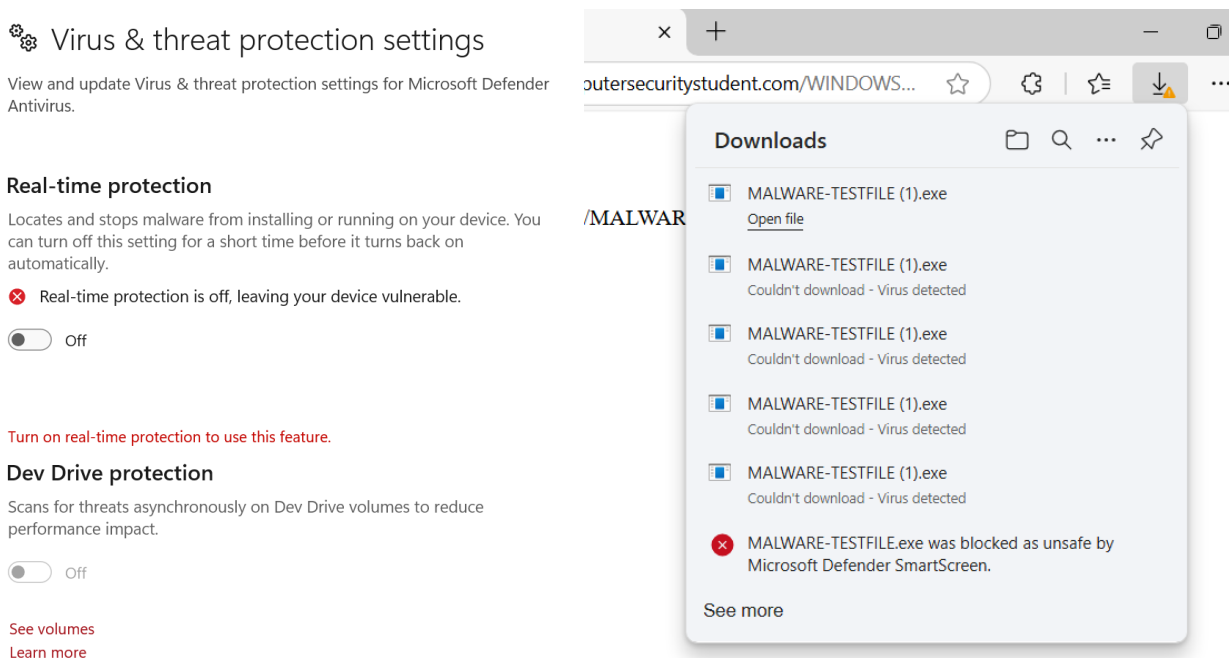 Virus & threat protection settings
View and update Virus & threat protection settings for Microsoft Defender
Antivirus.
Real-time protection
Locates and stops malware from installing or running on your device. You
can turn off this setting for a short time before it turns back on
automatically.
Real-time protection is off, leaving your device vulnerable.
Off
Turn on real-time protection to use this feature.
Dev Drive protection
Scans for threats asynchronously on Dev Drive volumes to reduce
performance impact.
Off
See volumes
Learn more
outersecuritystudent.com/WINDOWS...
/MALWAR
Downloads
MALWARE-TESTFILE (1).exe
Open file
MALWARE-TESTFILE (1).exe
Couldn't download - Virus detected
MALWARE-TESTFILE (1).exe
Couldn't download - Virus detected
MALWARE-TESTFILE (1).exe
Couldn't download - Virus detected
MALWARE-TESTFILE (1).exe
Couldn't download - Virus detected
MALWARE-TESTFILE.exe was blocked as unsafe by
Microsoft Defender SmartScreen.
See more